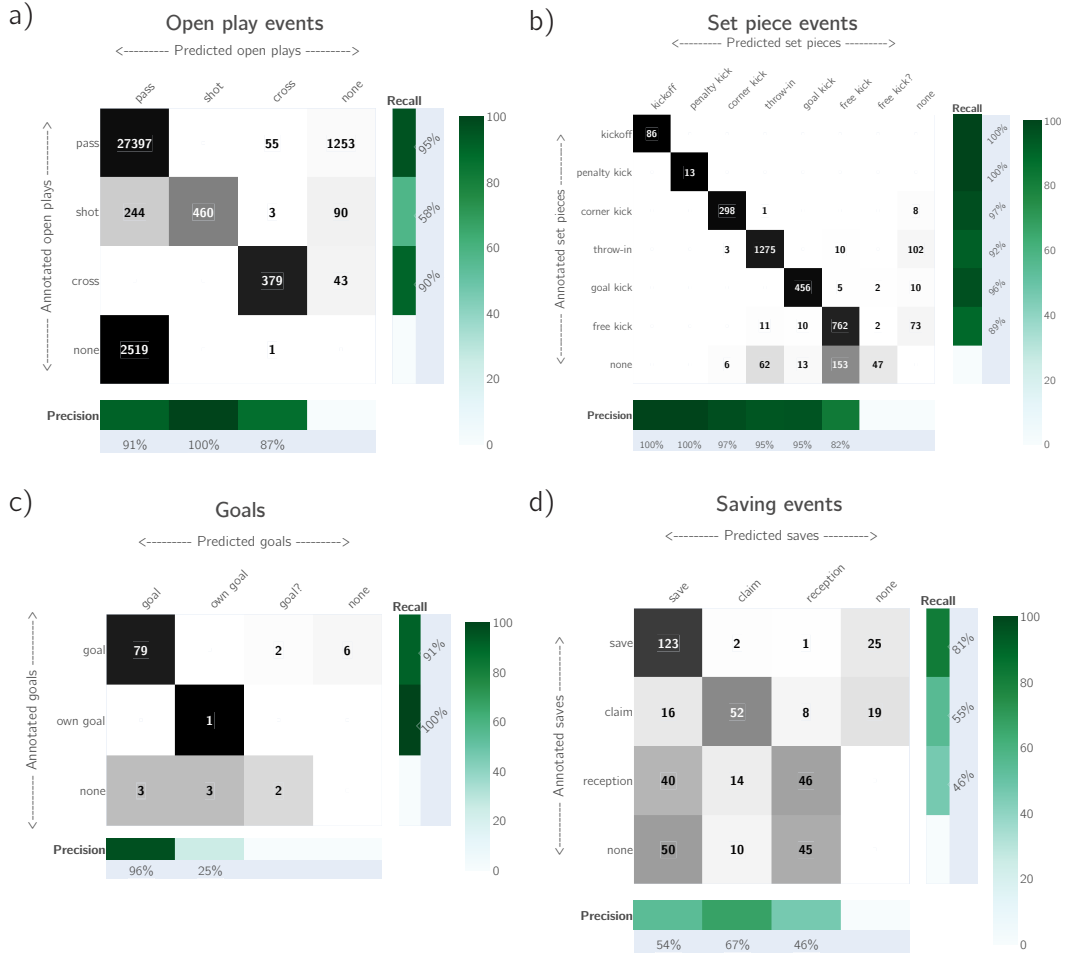 a)
Open play events
<--------- Predicted open plays --------->
pass shot cross none
Recall
<--------- Annotated open plays --------->
pass 27397 55 1253 95%
shot 244 460 3 90 58%
cross 379 43 90%
none 2519 1
100
80
60
40
20
0
Precision
91% 100% 87%
b)
Set piece events
<--------- Predicted set pieces --------->
kickoff penalty kick corner kick throw-in goal kick free kick free kick? none
Recall
<--------- Annotated set pieces --------->
kickoff 86 100%
penalty kick 13 100%
corner kick 298 1 8 97%
throw-in 3 1275 10 102 92%
goal kick 456 5 2 10 96%
free kick 11 10 762 2 73 89%
none 6 62 13 153 47
100
80
60
40
20
0
Precision
100% 100% 97% 95% 95% 82%
c)
Goals
<--------- Predicted goals --------->
goal own goal goal? none
Recall
<--------- Annotated goals --------->
goal 79 2 6 91%
own goal 1 100%
none 3 3 2
100
80
60
40
20
0
Precision
96% 25%
d)
Saving events
<--------- Predicted saves --------->
save claim reception none
Recall
<--------- Annotated saves --------->
save 123 2 1 25 81%
claim 16 52 8 19 55%
reception 40 14 46 46%
none 50 10 45
100
80
60
40
20
0
Precision
54% 67% 46%